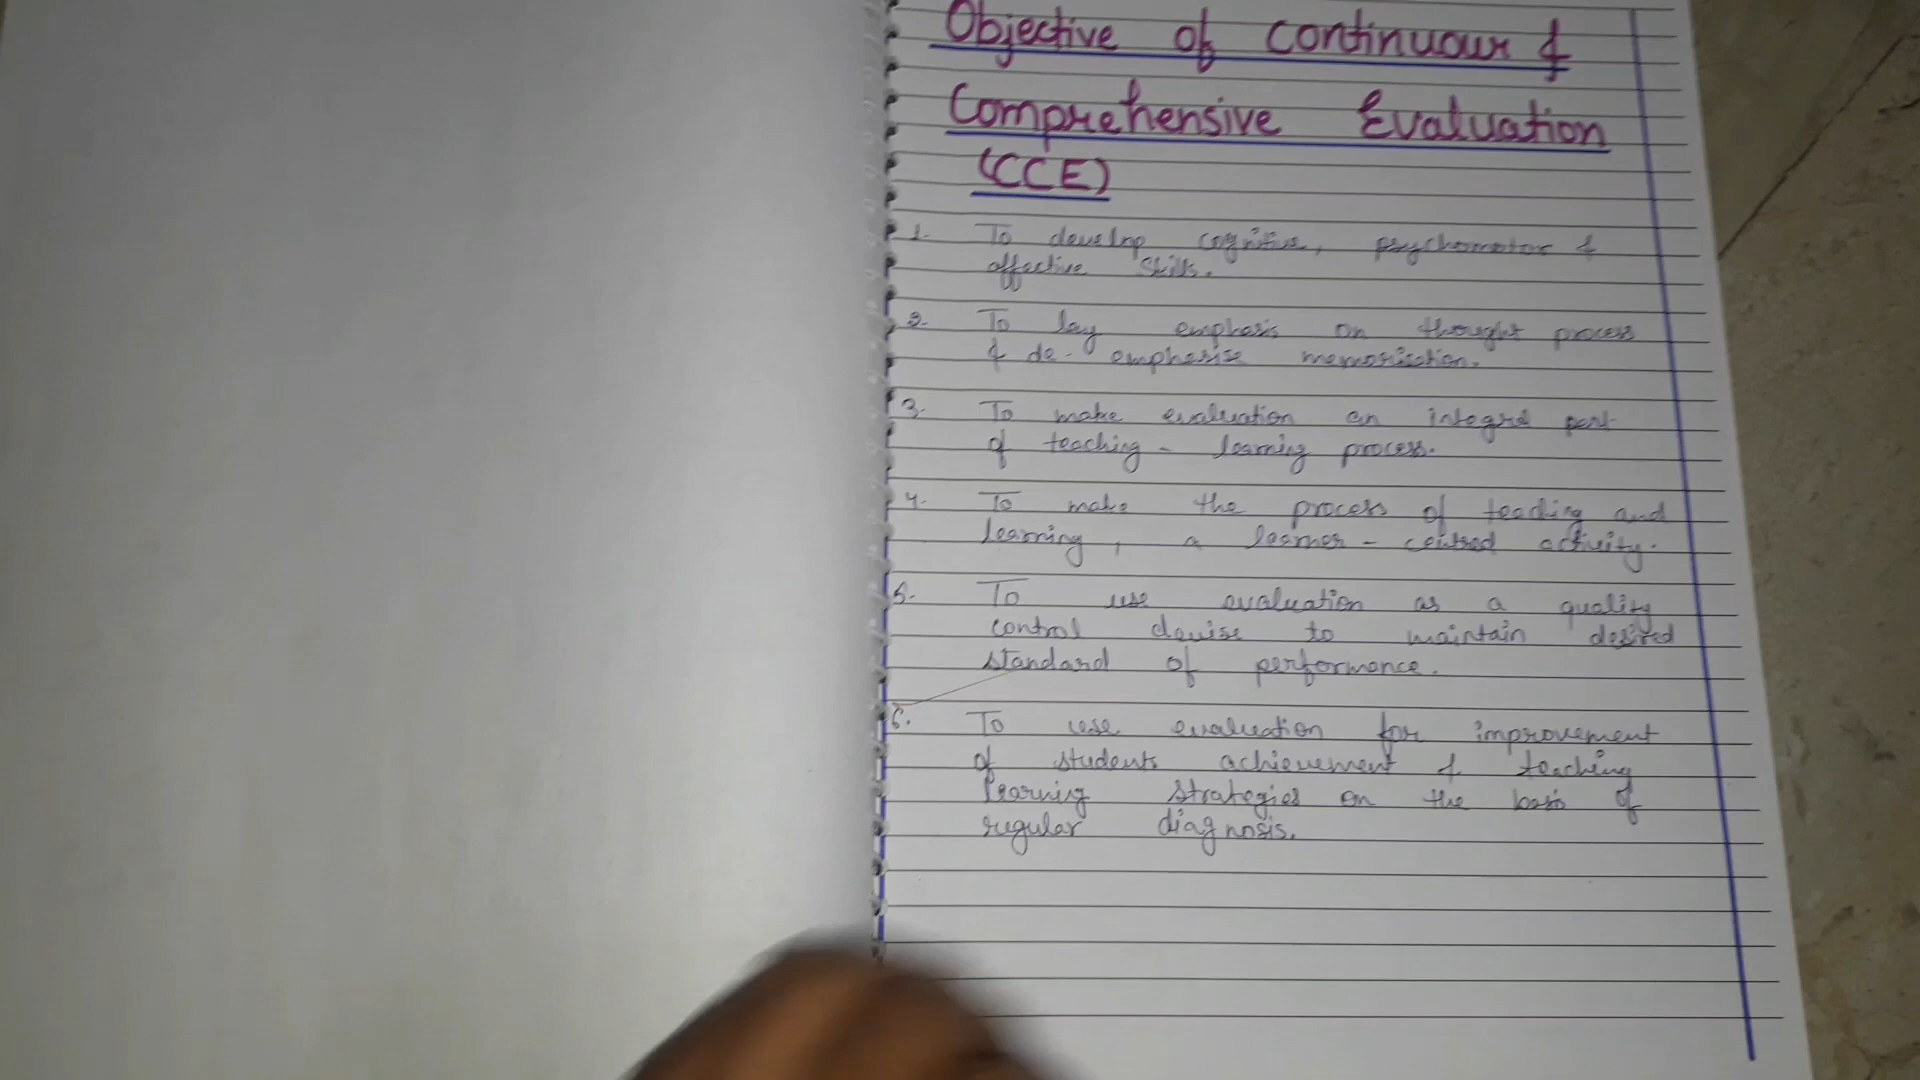 Objective of continuous &
Comprehensive Evaluation
(CCE)
1. To develop cognitive, psychomotor &
affective skills.
2. To lay emphasis on thought process
& de-emphasise memorisation.
3. To make evaluation an integral part
of teaching - learning process.
4. To make the process of teaching and
learning, a learner - centred activity.
5. To use evaluation as a quality
control devise to maintain desired
standard of performance.
6. To use evaluation for improvement
of students achievement & teaching
learning strategies on the basis of
regular diagnosis.